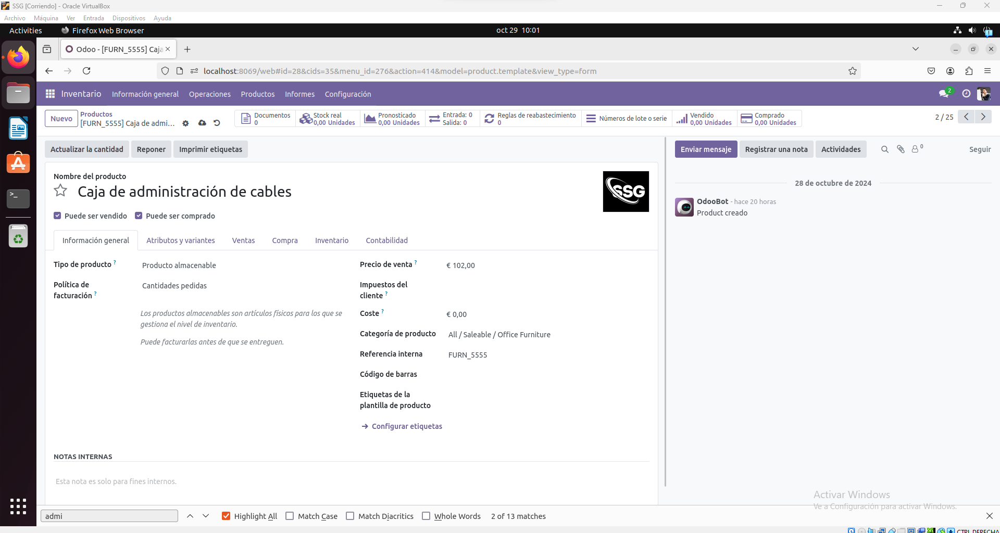 SSG [Corriendo] - Oracle VirtualBox
Archivo Máquina Ver Entrada Dispositivos Ayuda
Activities Firefox Web Browser oct 29 10:01
Odoo - [FURN_5555] Caja
localhost:8069/web#id=28&cids=35&menu_id=276&action=414&model=product.template&view_type=form
Inventario Información general Operaciones Productos Informes Configuración 2
Nuevo
Productos
[FURN_5555] Caja de admi...
Documentos
0
Stock real
0,00 Unidades
Pronosticado
0,00 Unidades
Entrada: 0
Salida: 0
Reglas de reabastecimiento
0
Números de lote o serie
Vendido
0,00 Unidades
Comprado
0,00 Unidades
2 / 25
Actualizar la cantidad Reponer Imprimir etiquetas
Enviar mensaje Registrar una nota Actividades 0 Seguir
Nombre del producto
Caja de administración de cables
SSG
Puede ser vendido Puede ser comprado
Información general Atributos y variantes Ventas Compra Inventario Contabilidad
Tipo de producto ? Producto almacenable
Política de facturación ? Cantidades pedidas
Los productos almacenables son artículos físicos para los que se
gestiona el nivel de inventario.
Puede facturarlas antes de que se entreguen.
Precio de venta ? € 102,00
Impuestos del
cliente ?
Coste ? € 0,00
Categoría de producto All / Saleable / Office Furniture
Referencia interna FURN_5555
Código de barras
Etiquetas de la
plantilla de producto
Configurar etiquetas
NOTAS INTERNAS
Esta nota es solo para fines internos.
28 de octubre de 2024
OdooBot - hace 20 horas
Product creado
Activar Windows
Ve a Configuración para activar Windows.
admi Highlight All Match Case Match Diacritics Whole Words 2 of 13 matches
CTRL DERECHA